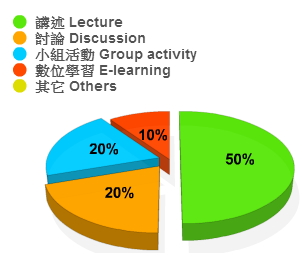 講述 Lecture
討論 Discussion
小組活動 Group activity
數位學習 E-learning
其它 Others
10%
20%
50%
20%